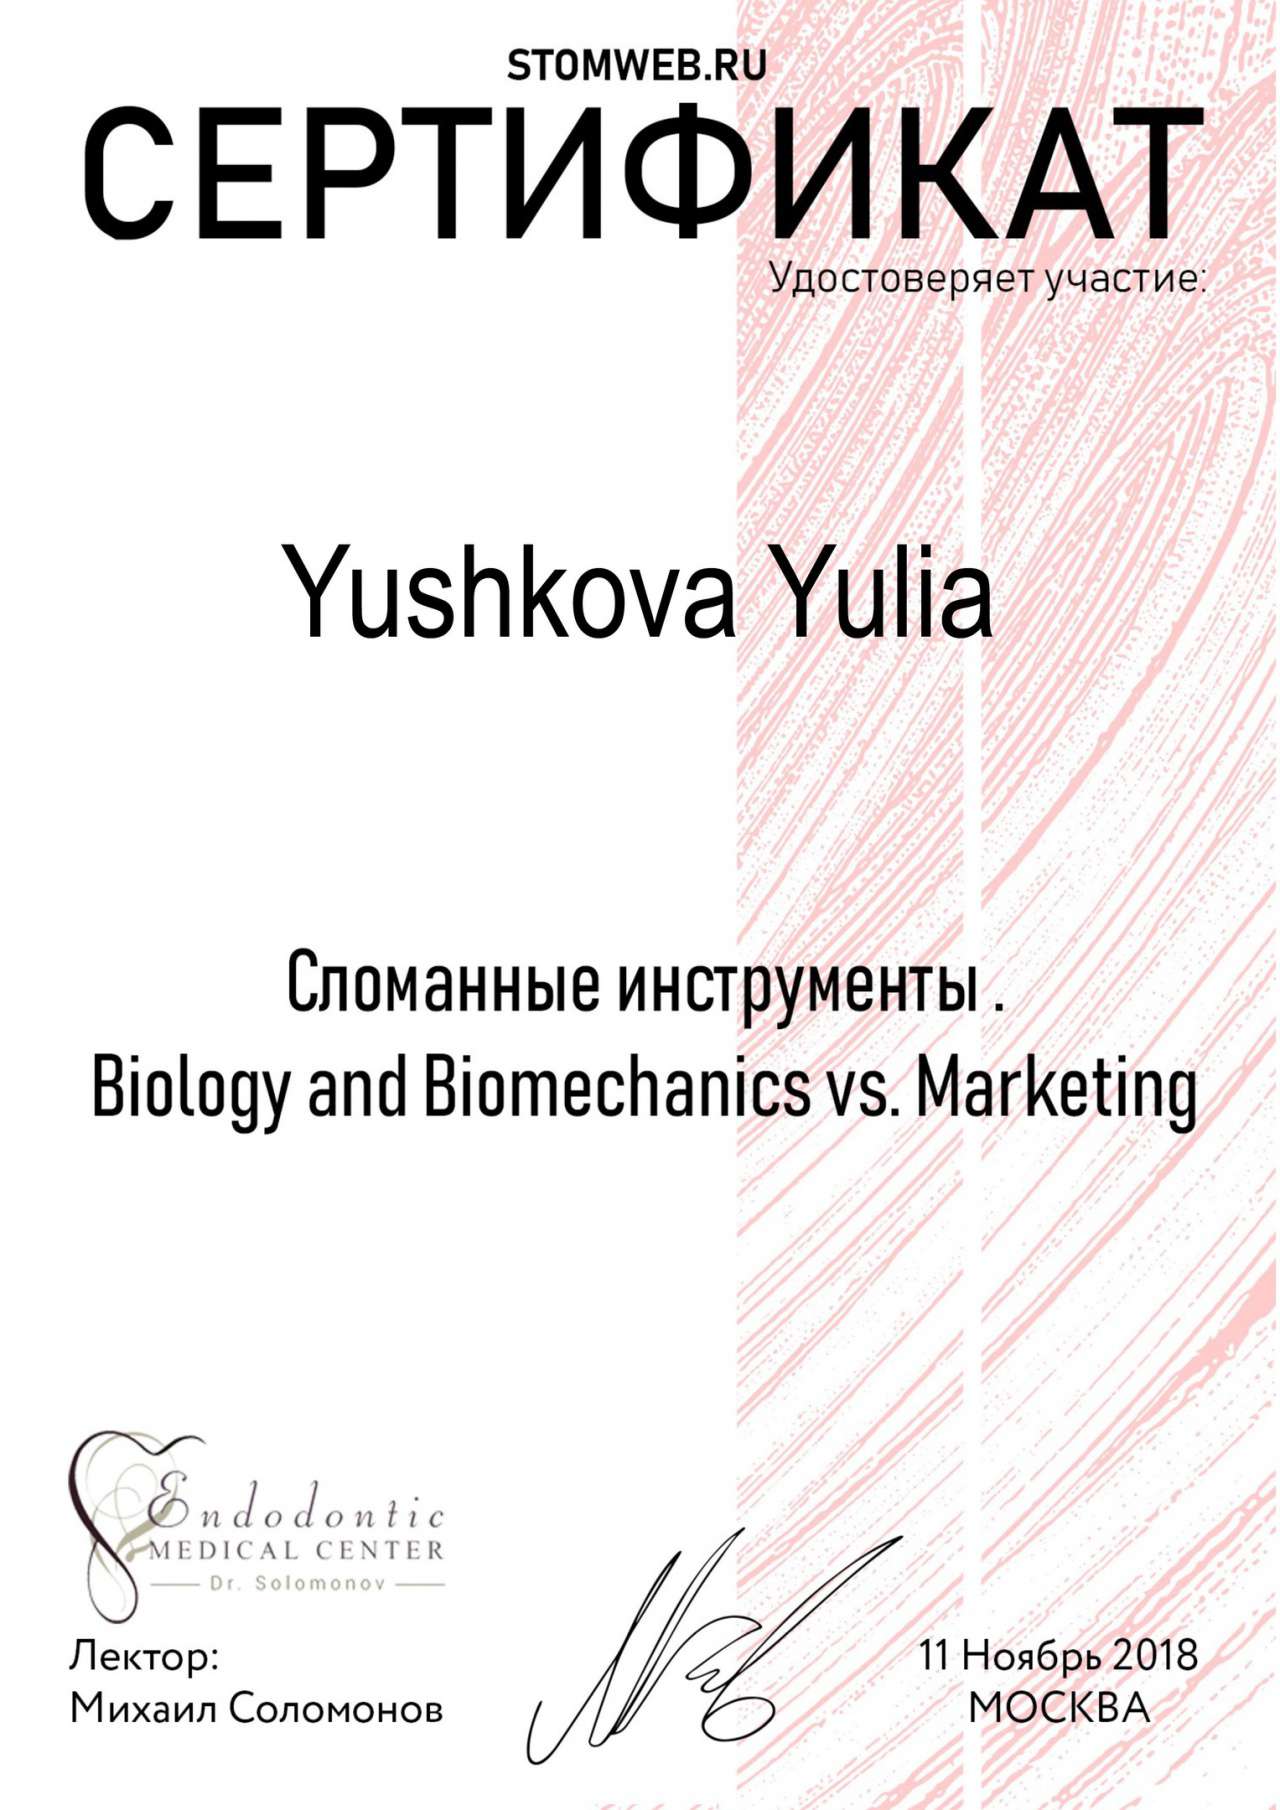 STOMWEB.RU
СЕРТИФИКАТ
Удостоверяет участие:
Yushkova Yulia
Сломанные инструменты .
Biology and Biomechanics vs. Marketing
Endodontic
MEDICAL CENTER
Dr. Solomonov
Лектор:
Михаил Соломонов
11 Ноябрь 2018
МОСКВА